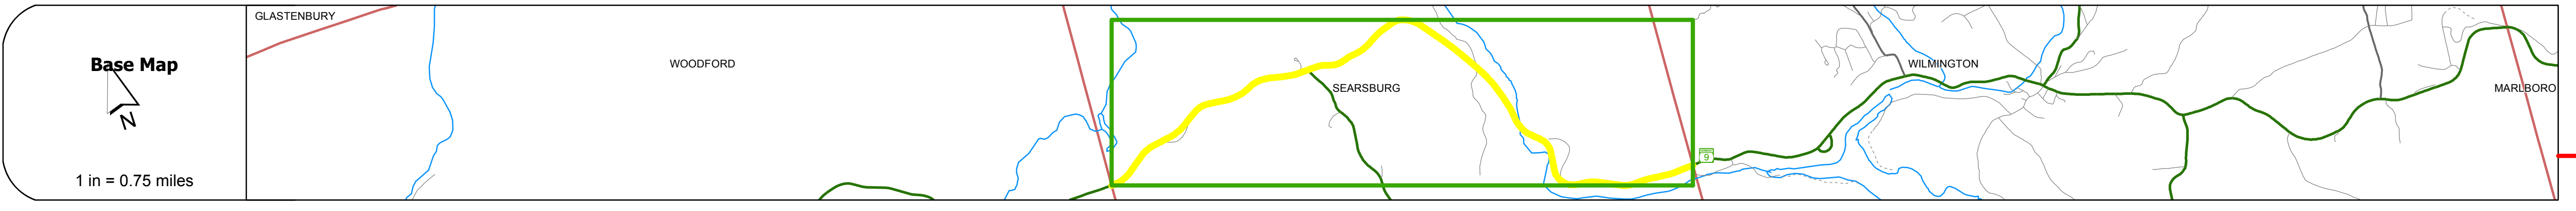 GLASTENBURY
Base Map
N
1 in = 0.75 miles
WOODFORD
SEARSBURG
9
WILMINGTON
MARLBORO